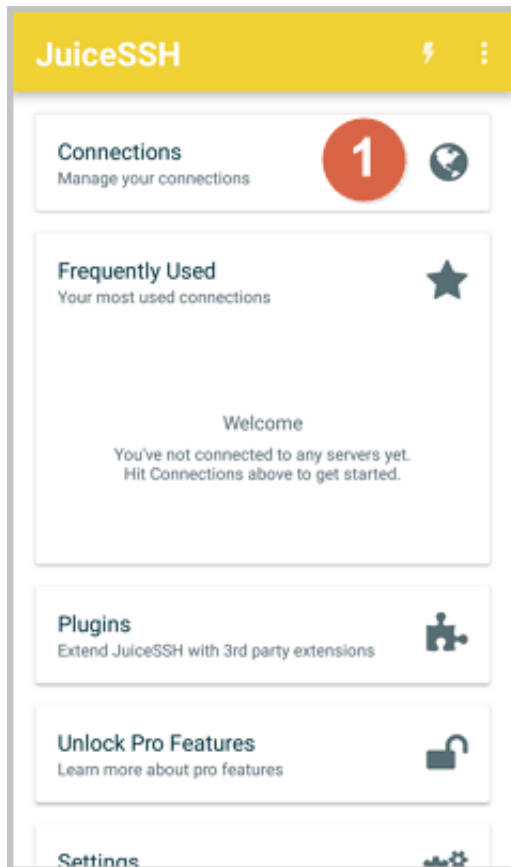 JuiceSSH
Connections
Manage your connections
1
Frequently Used
Your most used connections
Welcome
You've not connected to any servers yet.
Hit Connections above to get started.
Plugins
Extend JuiceSSH with 3rd party extensions
Unlock Pro Features
Learn more about pro features
Settings